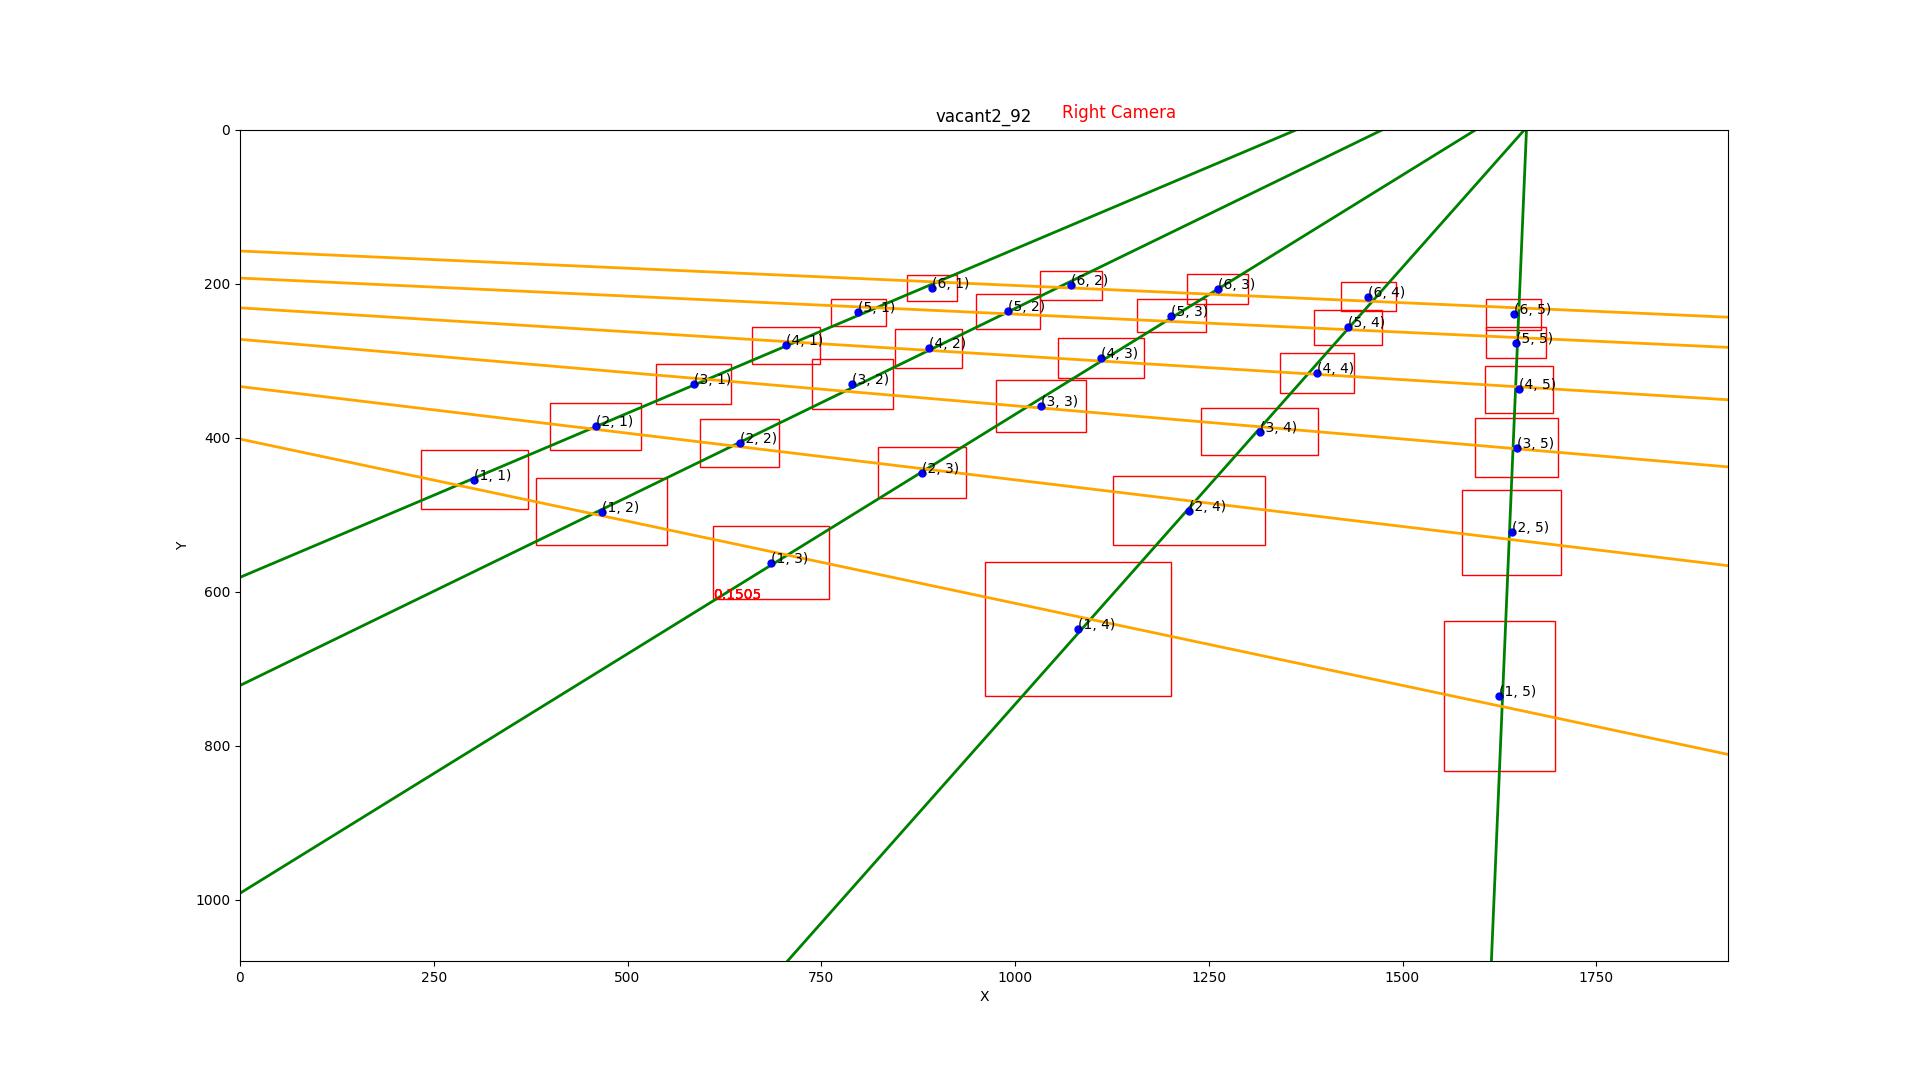 vacant2_92 Right Camera
0
200
400
600
800
1000
Y
(6, 1) (6, 2) (6, 3) (6, 4) (6, 5)
(5, 1) (5, 2) (5, 3) (5, 4) (5, 5)
(4, 1) (4, 2) (4, 3) (4, 4) (4, 5)
(3, 1) (3, 2) (3, 3) (3, 4) (3, 5)
(2, 1) (2, 2) (2, 3) (2, 4) (2, 5)
(1, 1) (1, 2) (1, 3) (1, 4) (1, 5)
0.1505
0 250 500 750 1000 1250 1500 1750
X